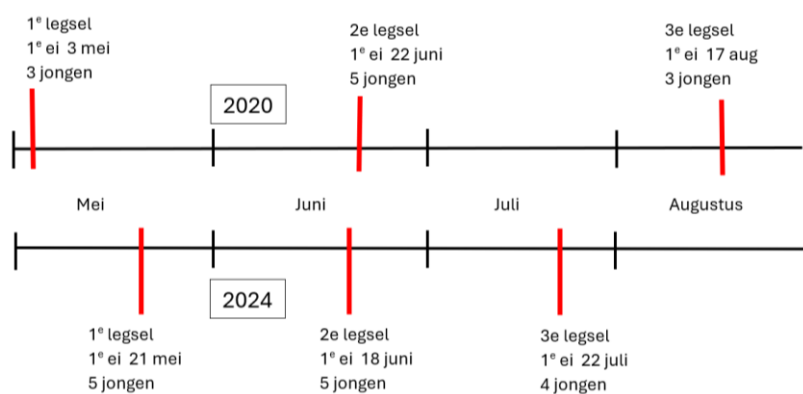 1ᵉ legsel
1ᵉ ei 3 mei
3 jongen
2e legsel
1ᵉ ei 22 juni
5 jongen
3e legsel
1ᵉ ei 17 aug
3 jongen
2020
Mei
Juni
Juli
Augustus
2024
1ᵉ legsel
1ᵉ ei 21 mei
5 jongen
2e legsel
1ᵉ ei 18 juni
5 jongen
3e legsel
1ᵉ ei 22 juli
4 jongen